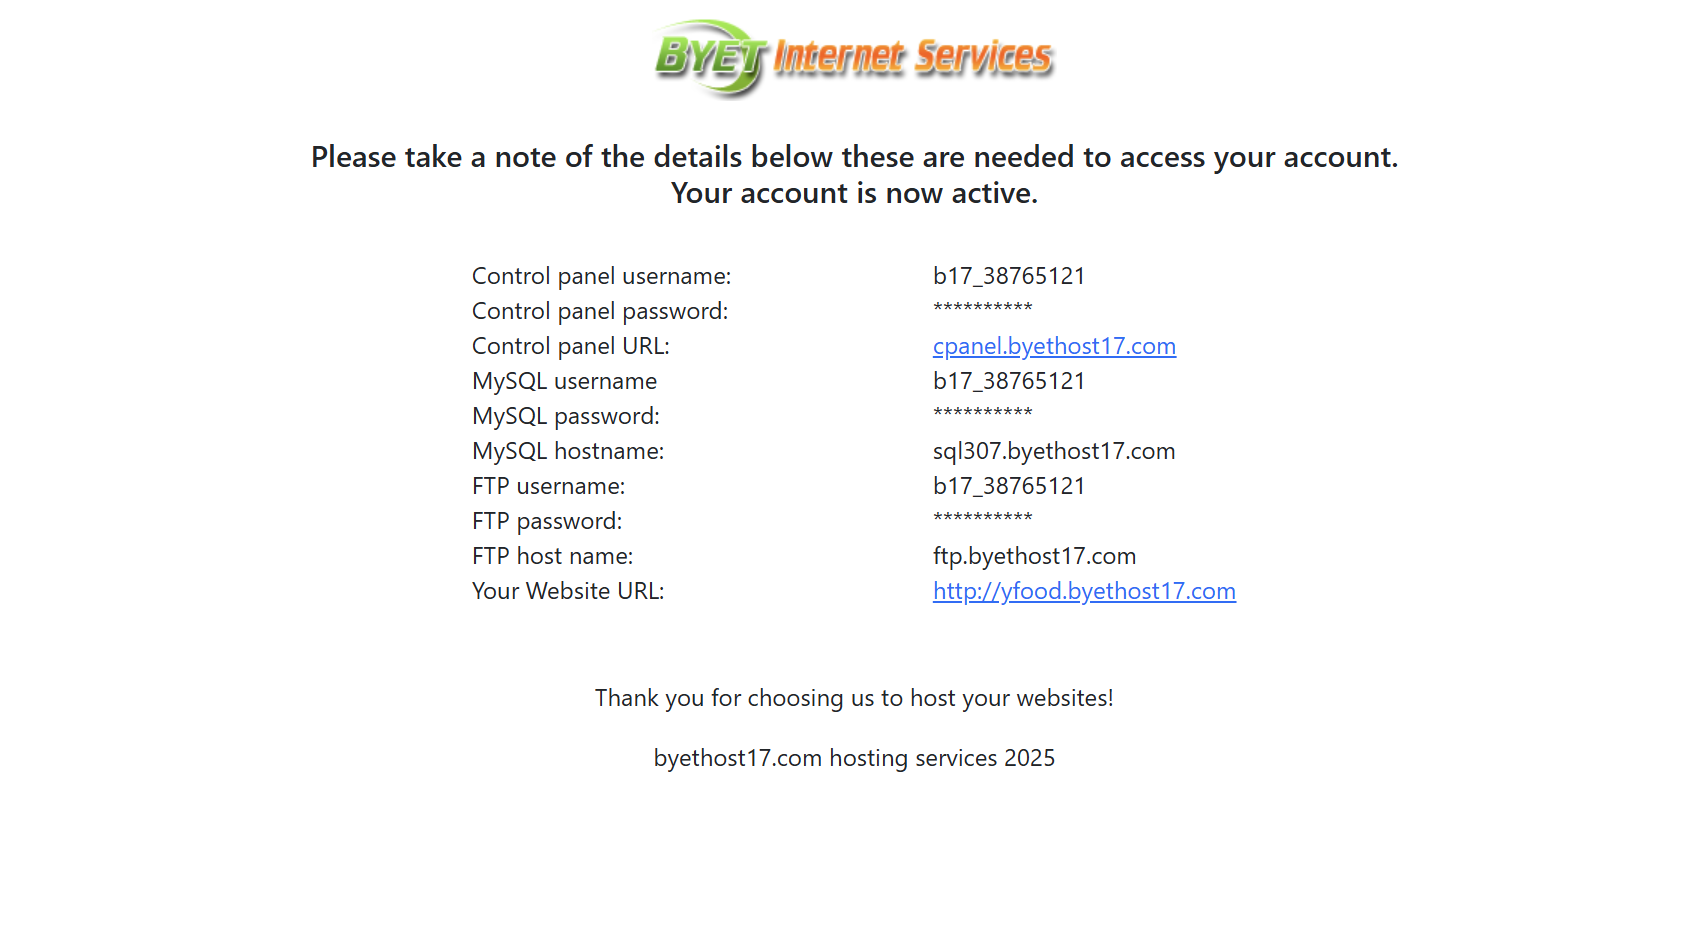 BYET Internet Services
Please take a note of the details below these are needed to access your account.
Your account is now active.
Control panel username: b17_38765121
Control panel password: **********
Control panel URL: cpanel.byethost17.com
MySQL username b17_38765121
MySQL password: **********
MySQL hostname: sql307.byethost17.com
FTP username: b17_38765121
FTP password: **********
FTP host name: ftp.byethost17.com
Your Website URL: http://yfood.byethost17.com
Thank you for choosing us to host your websites!
byethost17.com hosting services 2025